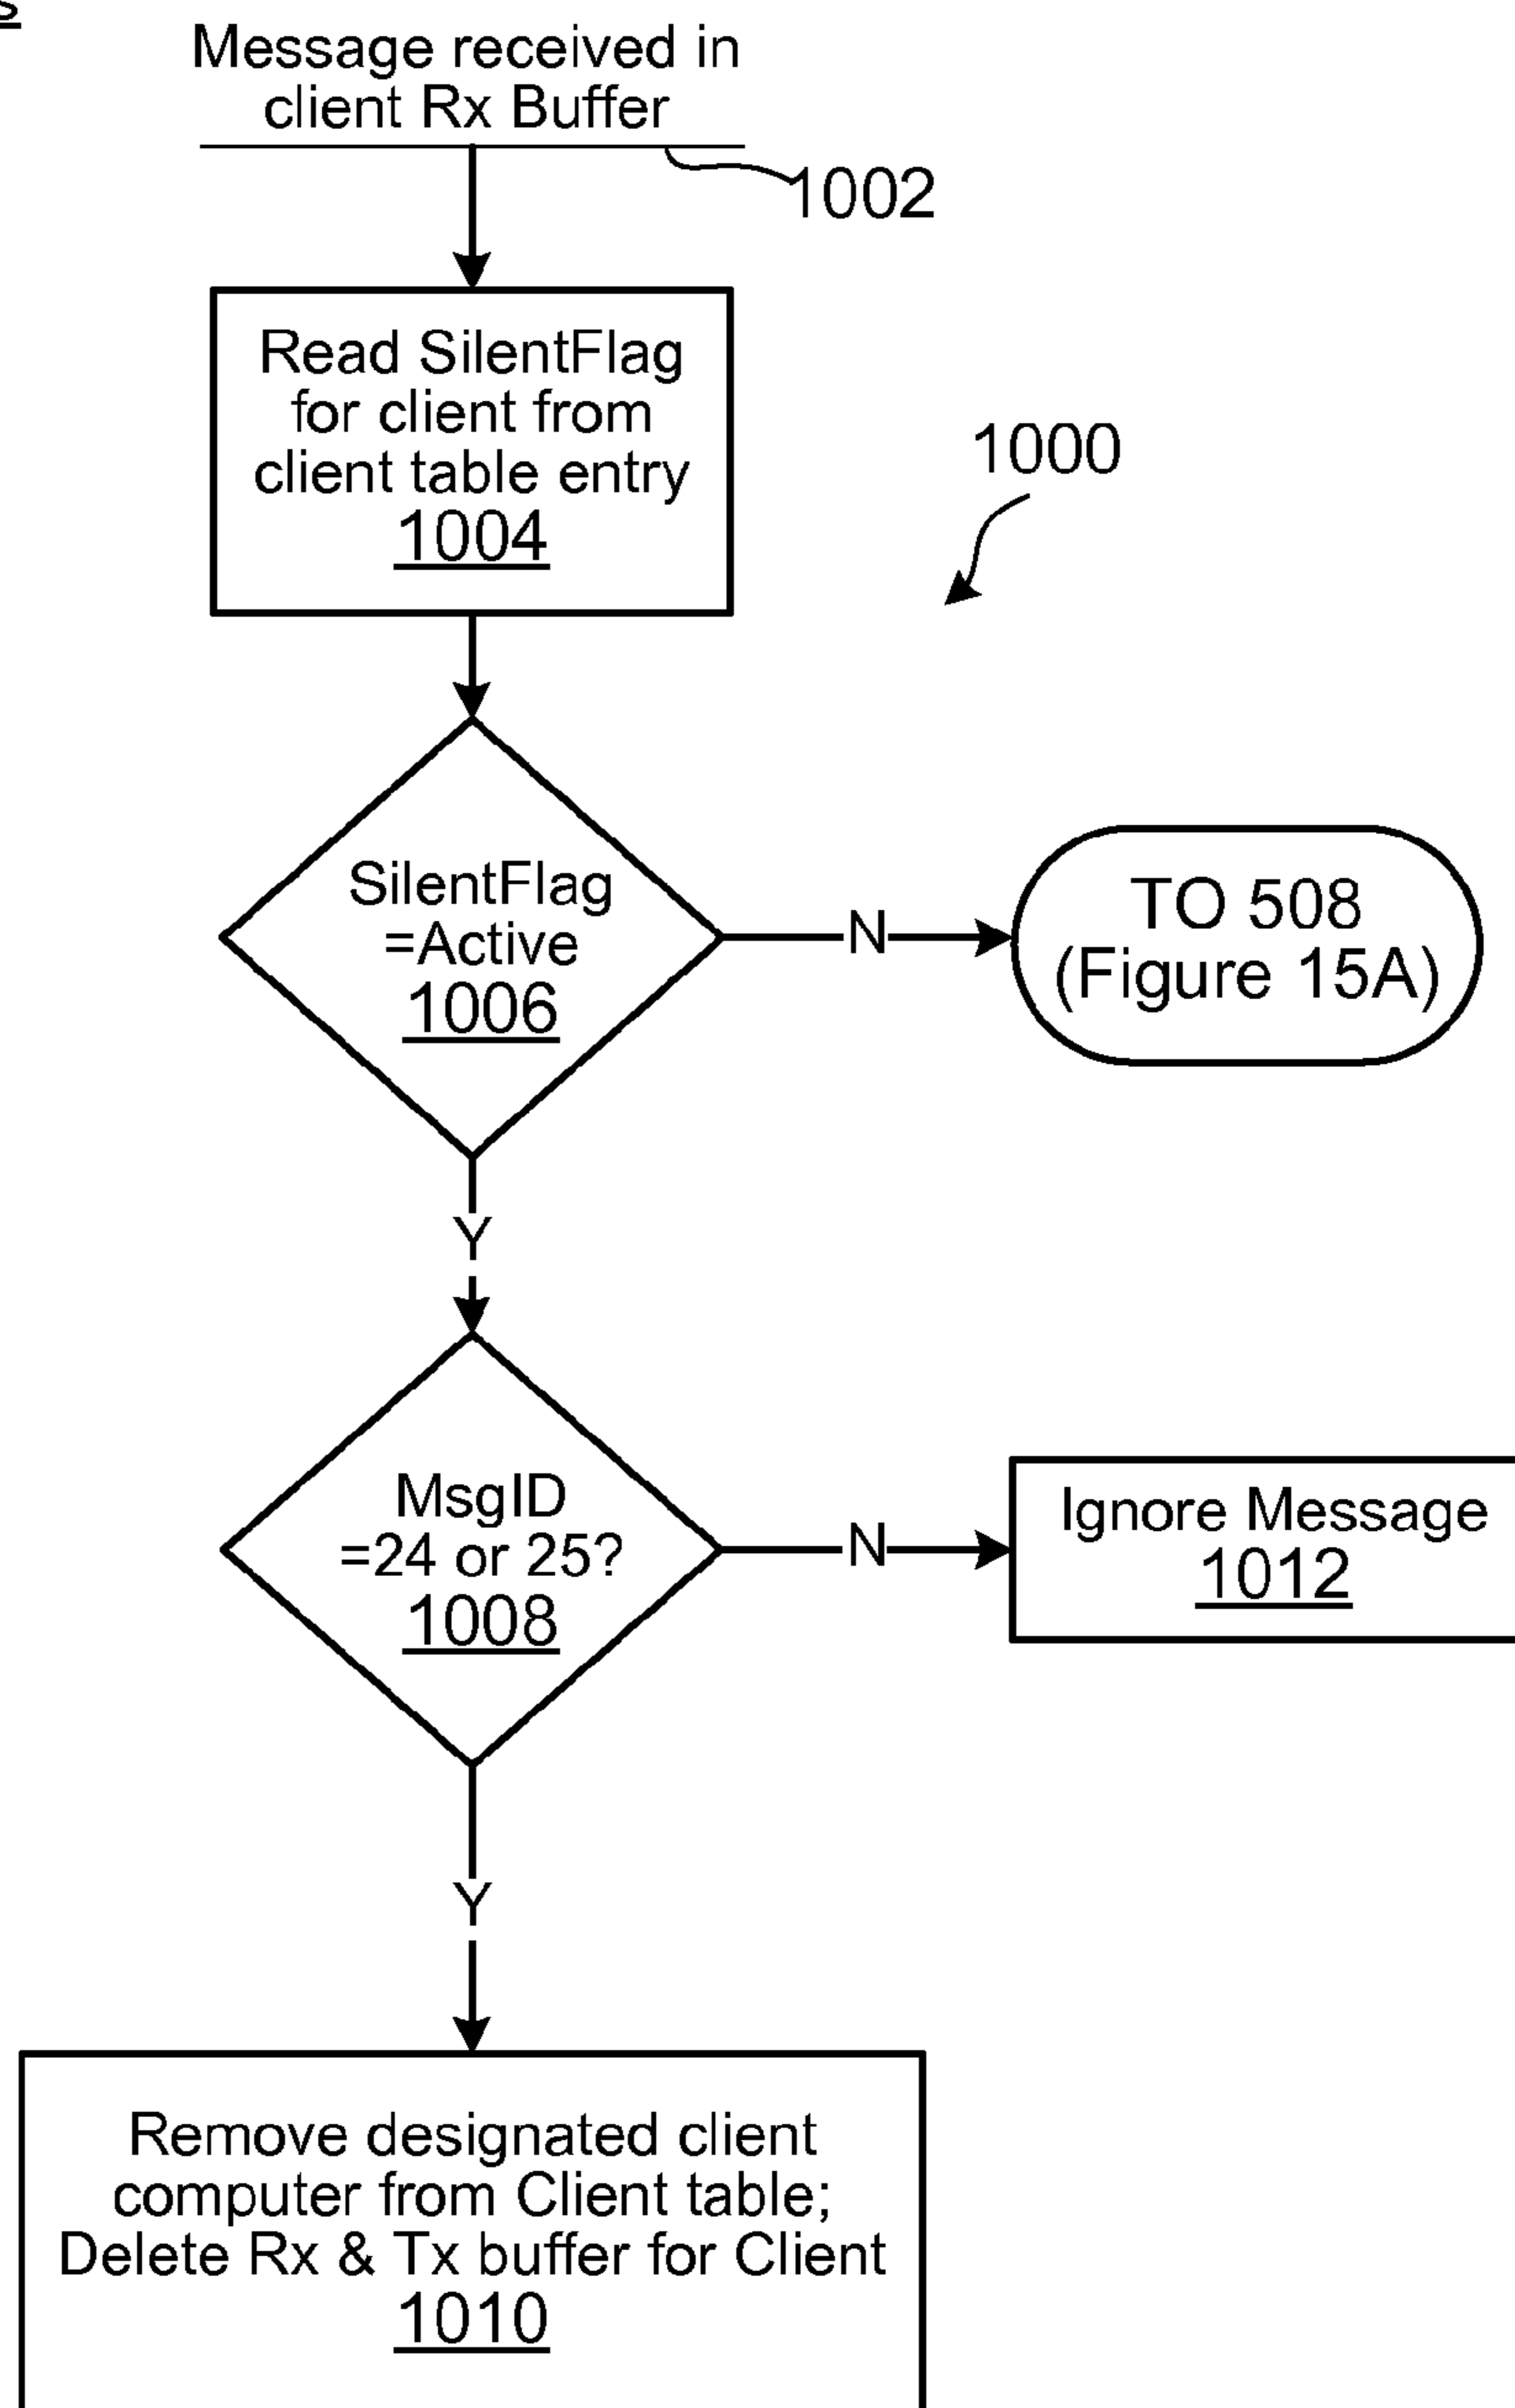 Message received in
client Rx Buffer
1002
Read SilentFlag
for client from
client table entry
1004
1000
SilentFlag
=Active
1006
N
TO 508
(Figure 15A)
Y
MsgID
=24 or 25?
1008
N
Ignore Message
1012
Y
Remove designated client
computer from Client table;
Delete Rx & Tx buffer for Client
1010